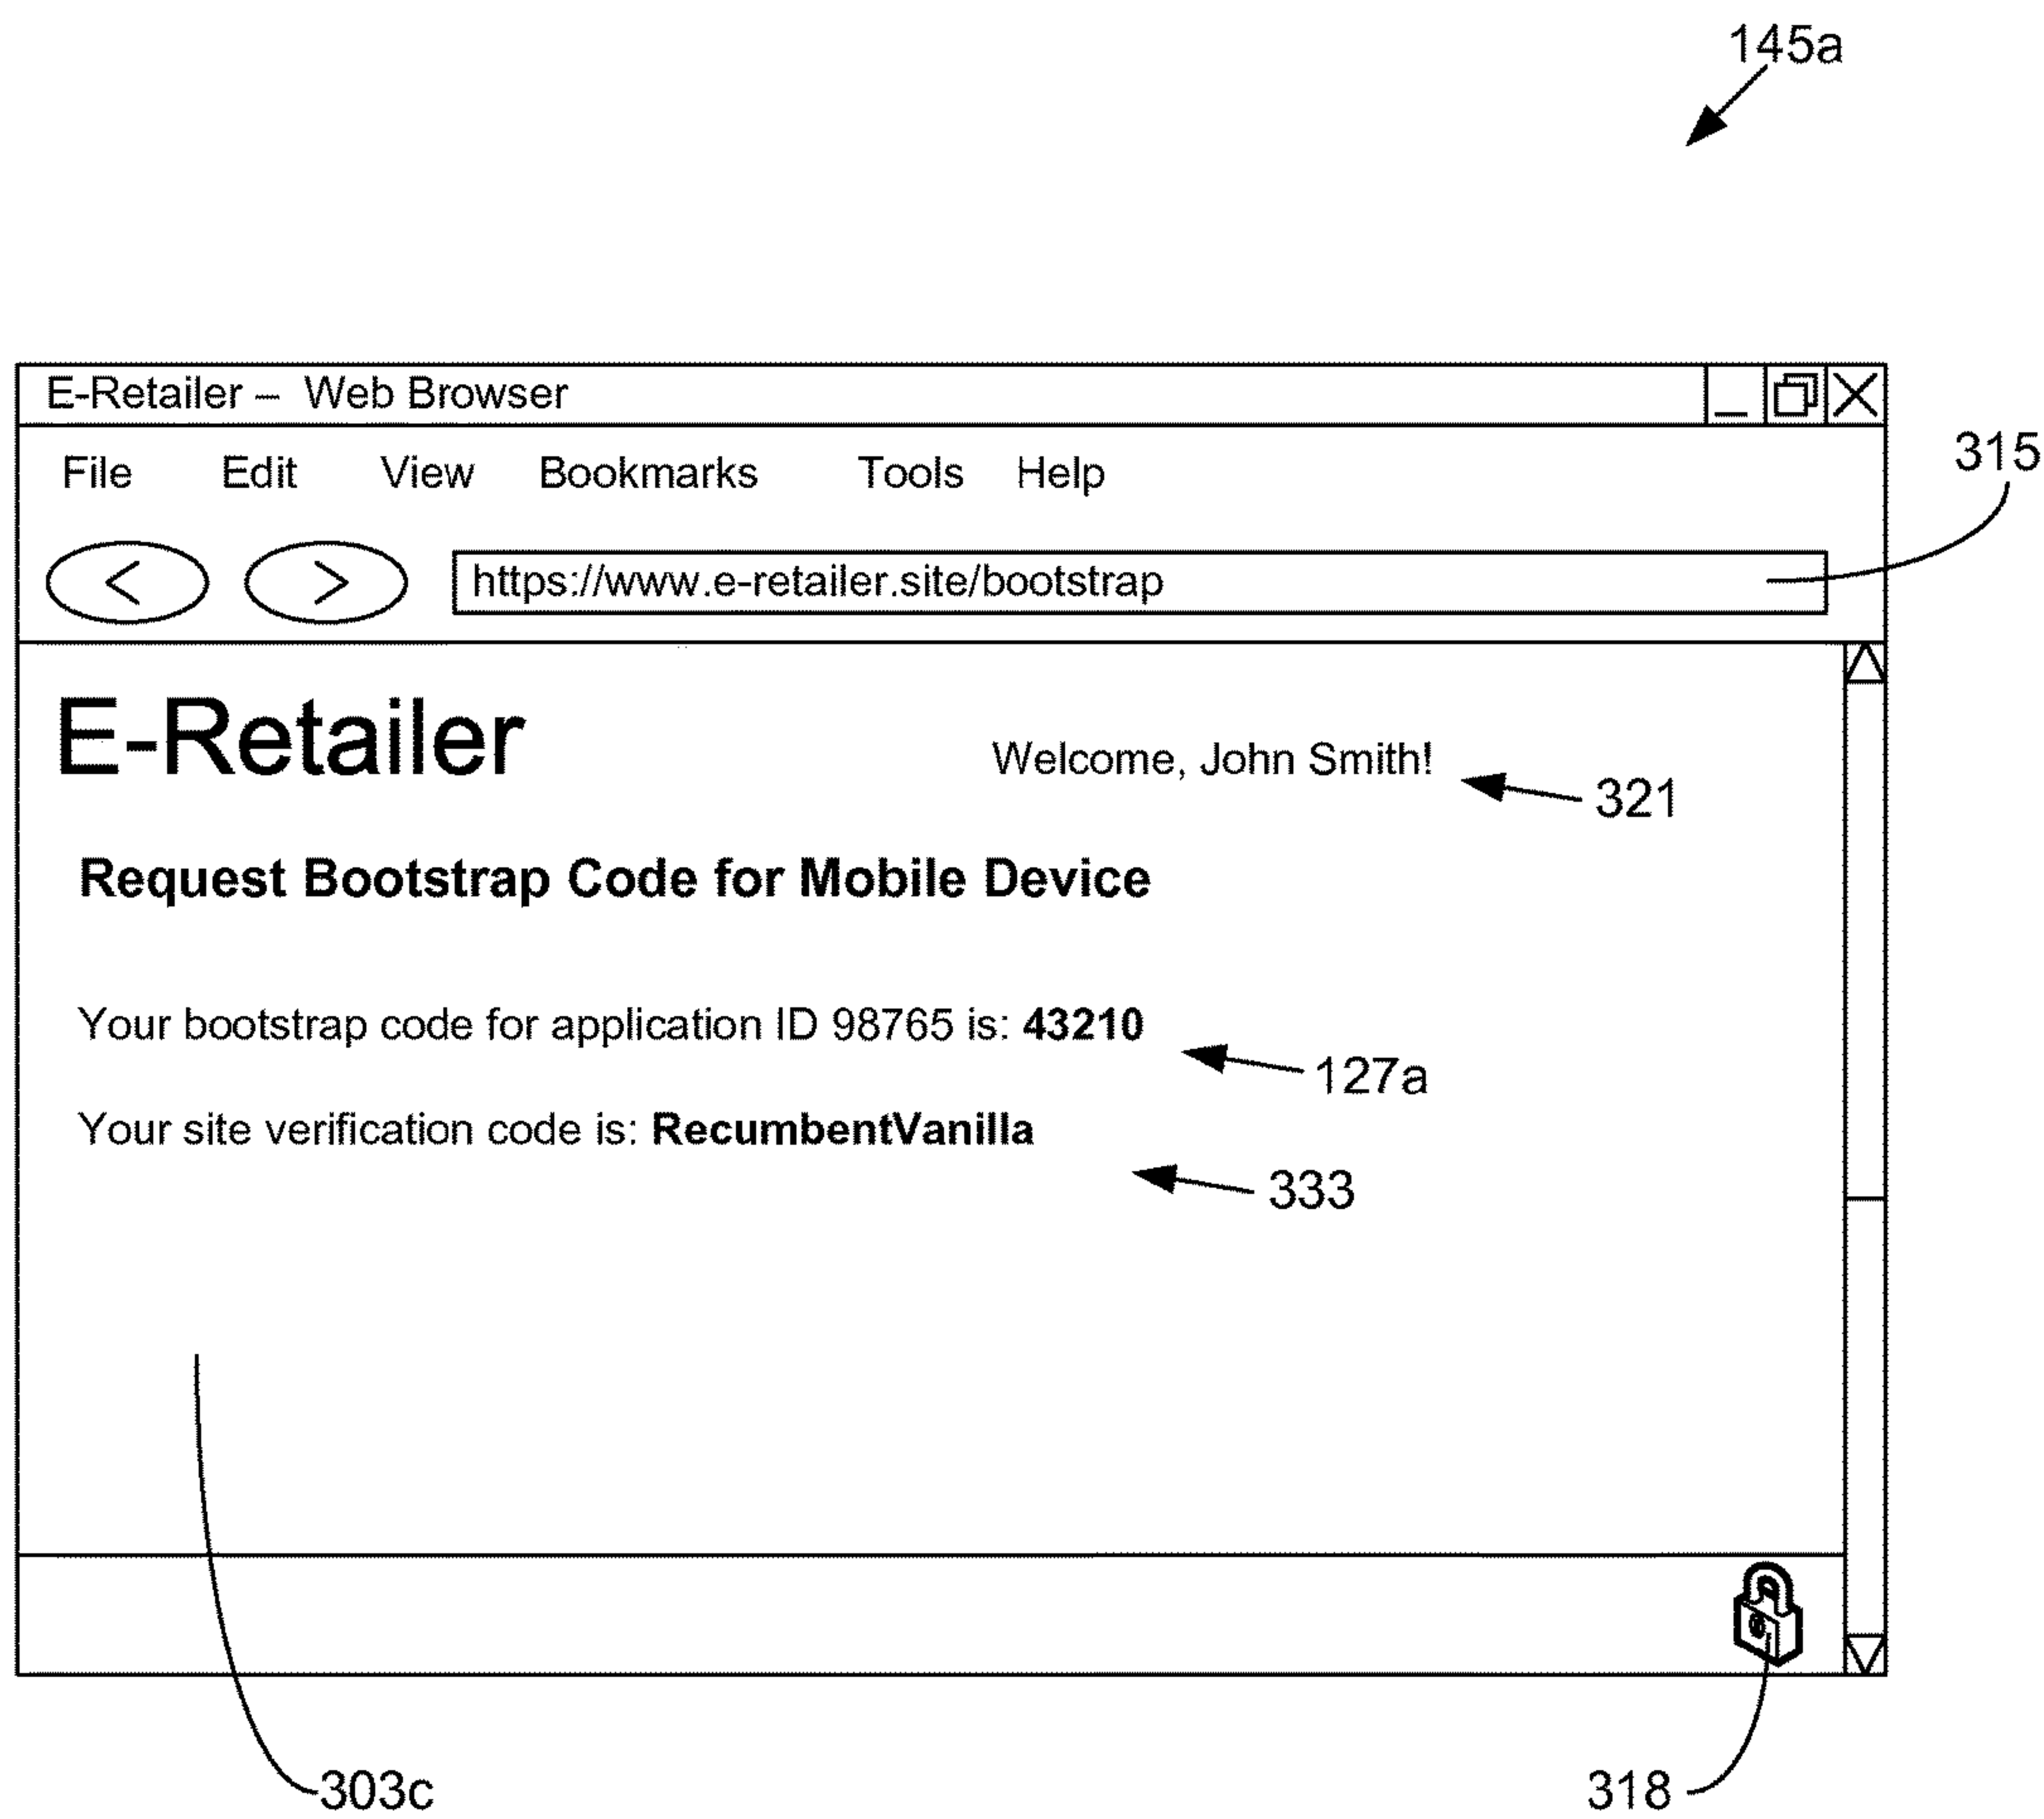 145a
E-Retailer – Web Browser
File Edit View Bookmarks Tools Help
315
https://www.e-retailer.site/bootstrap
E-Retailer
Welcome, John Smith!
321
Request Bootstrap Code for Mobile Device
Your bootstrap code for application ID 98765 is: 43210
127a
Your site verification code is: RecumbentVanilla
333
303c
318